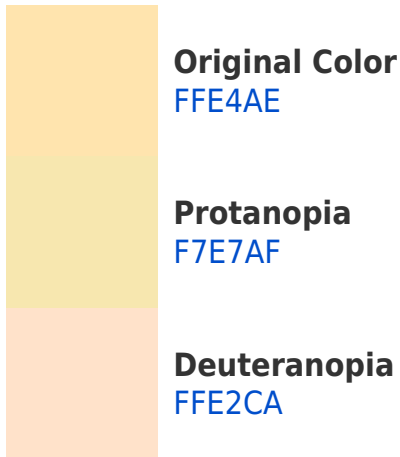 Original Color
FFE4AE
Protanopia
F7E7AF
Deuteranopia
FFE2CA